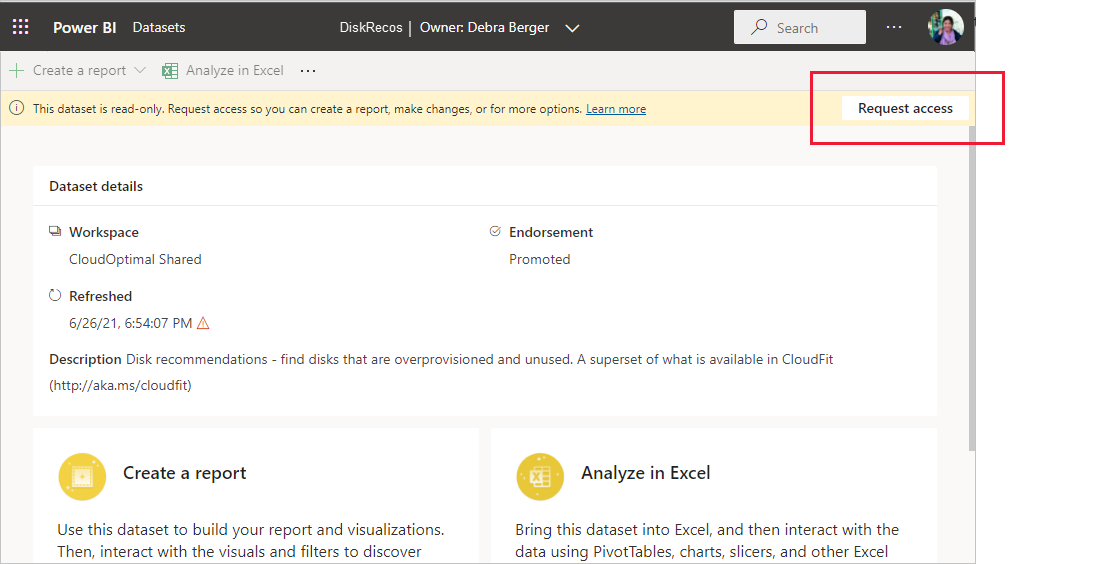 Power BI Datasets DiskRecos | Owner: Debra Berger Search
Create a report Analyze in Excel
This dataset is read-only. Request access so you can create a report, make changes, or for more options. Learn more Request access
Dataset details
Workspace Endorsement
CloudOptimal Shared Promoted
Refreshed
6/26/21, 6:54:07 PM
Description Disk recommendations - find disks that are overprovisioned and unused. A superset of what is available in CloudFit
(http://aka.ms/cloudfit)
Create a report
Use this dataset to build your report and visualizations.
Then, interact with the visuals and filters to discover
Analyze in Excel
Bring this dataset into Excel, and then interact with the
data using PivotTables, charts, slicers, and other Excel